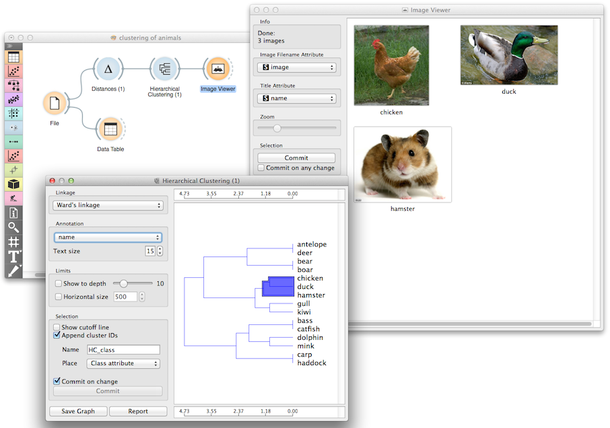 clustering of animals
File
Distances (1)
Hierarchical
Clustering (1)
Image Viewer
Data Table
Image Viewer
Info
Done:
3 images
Image Filename Attribute
S image
Title Attribute
S name
Zoom
Selection
Commit
Commit on any change
chicken
duck
hamster
Hierarchical Clustering (1)
Linkage
Ward's linkage
Annotation
name
Text size 15
Limits
Show to depth 10
Horizontal size 500
Selection
Show cutoff line
Append cluster IDs
Name HC_class
Place Class attribute
Commit on change
Commit
Save Graph Report
4.73 3.55 2.37 1.18 0.00
antelope
deer
bear
boar
chicken
duck
hamster
gull
kiwi
bass
catfish
dolphin
mink
carp
haddock
4.73 3.55 2.37 1.18 0.00